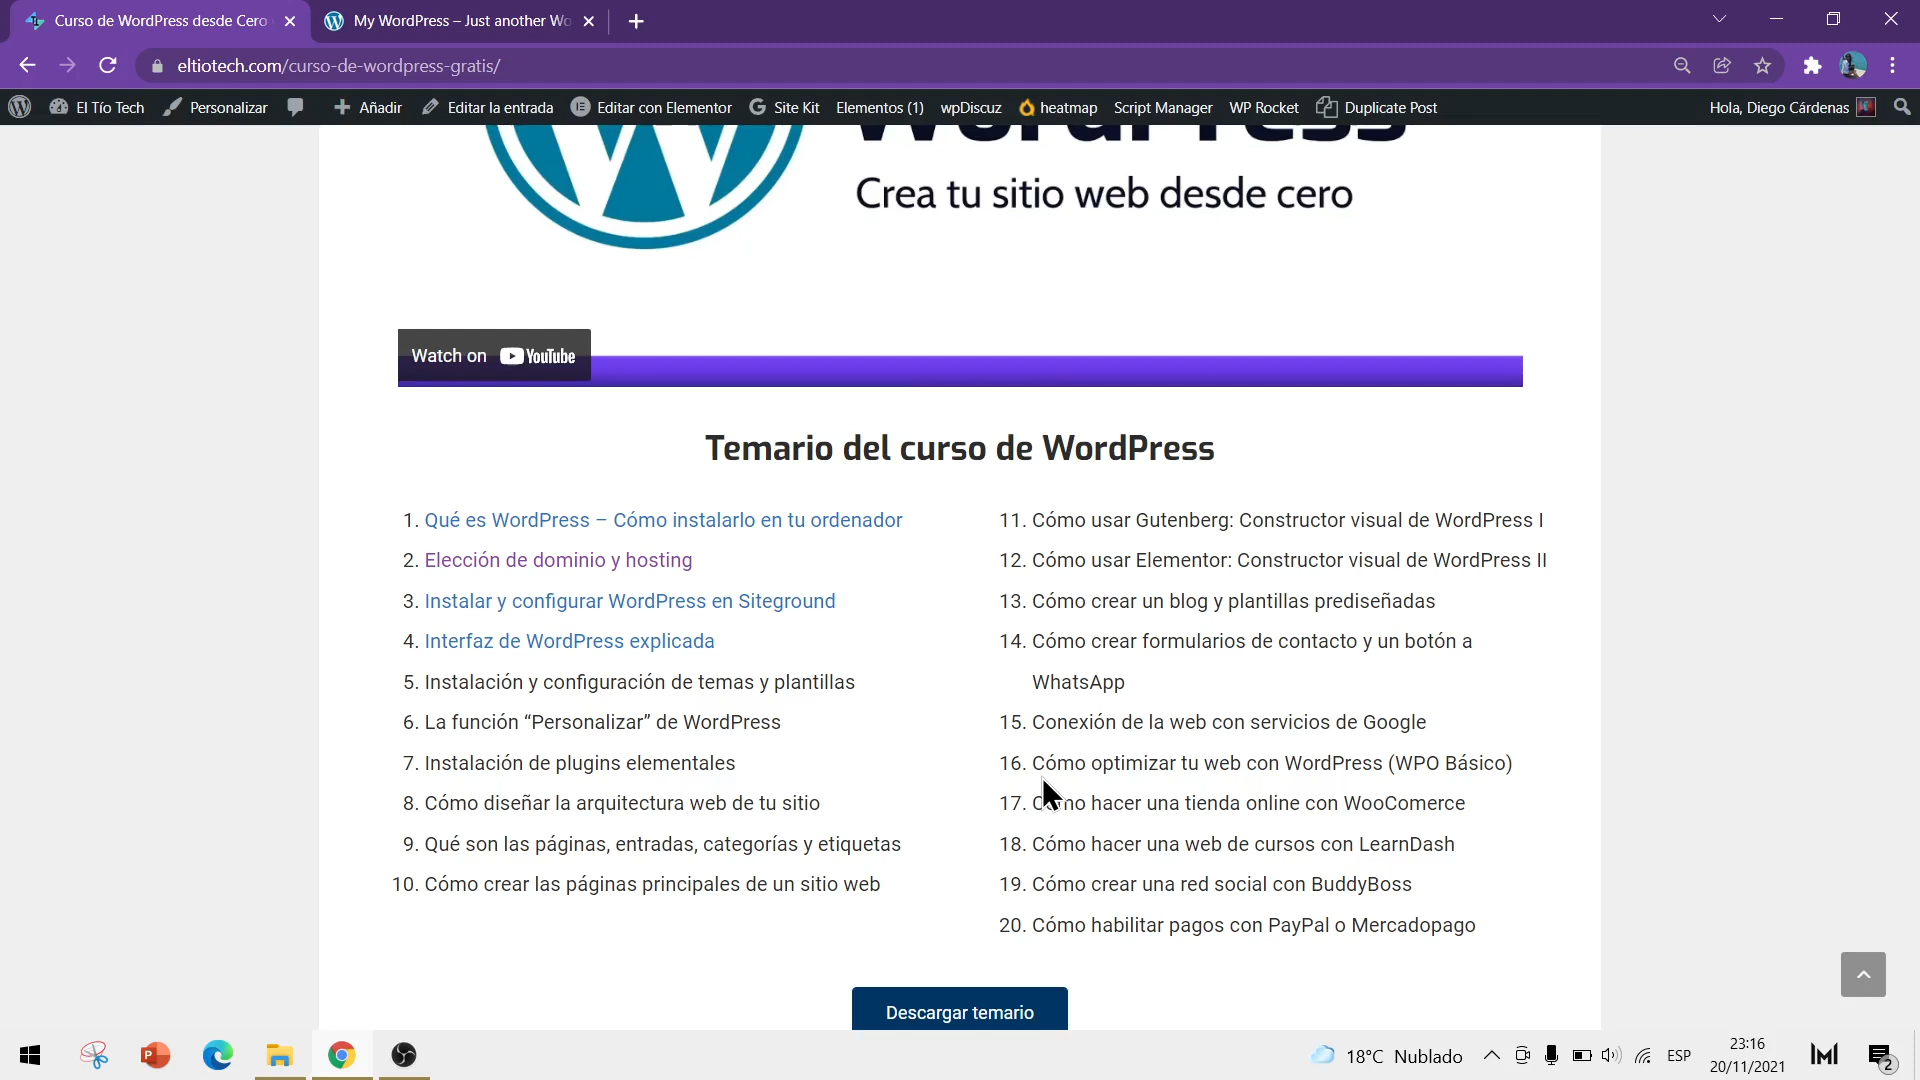 Curso de WordPress desde Cero
My WordPress – Just another Wo
eltiotech.com/curso-de-wordpress-gratis/
El Tío Tech
Personalizar
Añadir
Editar la entrada
Editar con Elementor
Site Kit
Elementos (1)
wpDiscuz
heatmap
Script Manager
WP Rocket
Duplicate Post
Hola, Diego Cárdenas
WordPress
Crea tu sitio web desde cero
Watch on YouTube
Temario del curso de WordPress
1. Qué es WordPress – Cómo instalarlo en tu ordenador
2. Elección de dominio y hosting
3. Instalar y configurar WordPress en Siteground
4. Interfaz de WordPress explicada
5. Instalación y configuración de temas y plantillas
6. La función “Personalizar” de WordPress
7. Instalación de plugins elementales
8. Cómo diseñar la arquitectura web de tu sitio
9. Qué son las páginas, entradas, categorías y etiquetas
10. Cómo crear las páginas principales de un sitio web
11. Cómo usar Gutenberg: Constructor visual de WordPress I
12. Cómo usar Elementor: Constructor visual de WordPress II
13. Cómo crear un blog y plantillas prediseñadas
14. Cómo crear formularios de contacto y un botón a
WhatsApp
15. Conexión de la web con servicios de Google
16. Cómo optimizar tu web con WordPress (WPO Básico)
17. Cómo hacer una tienda online con WooComerce
18. Cómo hacer una web de cursos con LearnDash
19. Cómo crear una red social con BuddyBoss
20. Cómo habilitar pagos con PayPal o Mercadopago
Descargar temario
18°C Nublado
ESP
23:16
20/11/2021
2